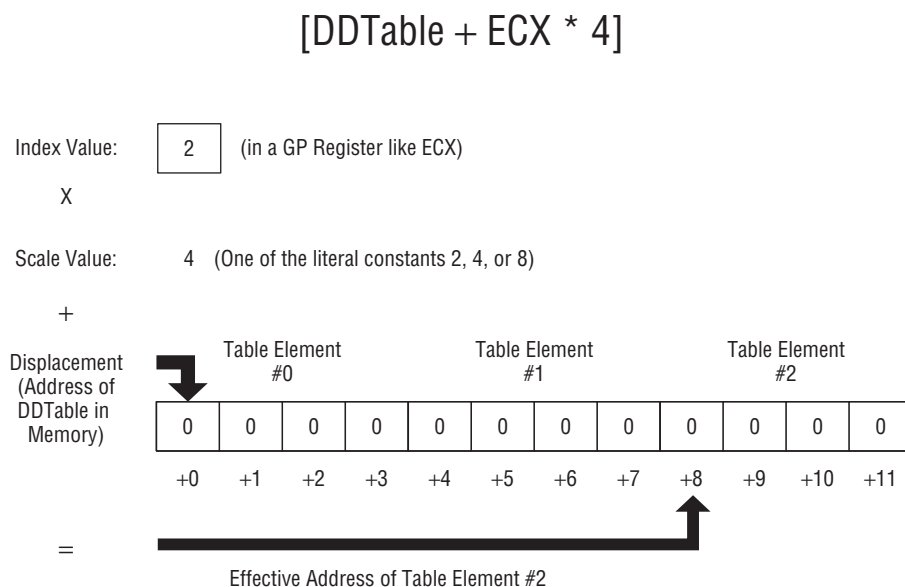 [DDTable + ECX * 4]
Index Value: 2 (in a GP Register like ECX)
X
Scale Value: 4 (One of the literal constants 2, 4, or 8)
+
Displacement
(Address of
DDTable in
Memory)
Table Element
#0
Table Element
#1
Table Element
#2
0 0 0 0 0 0 0 0 0 0 0 0
+0 +1 +2 +3 +4 +5 +6 +7 +8 +9 +10 +11
=
Effective Address of Table Element #2